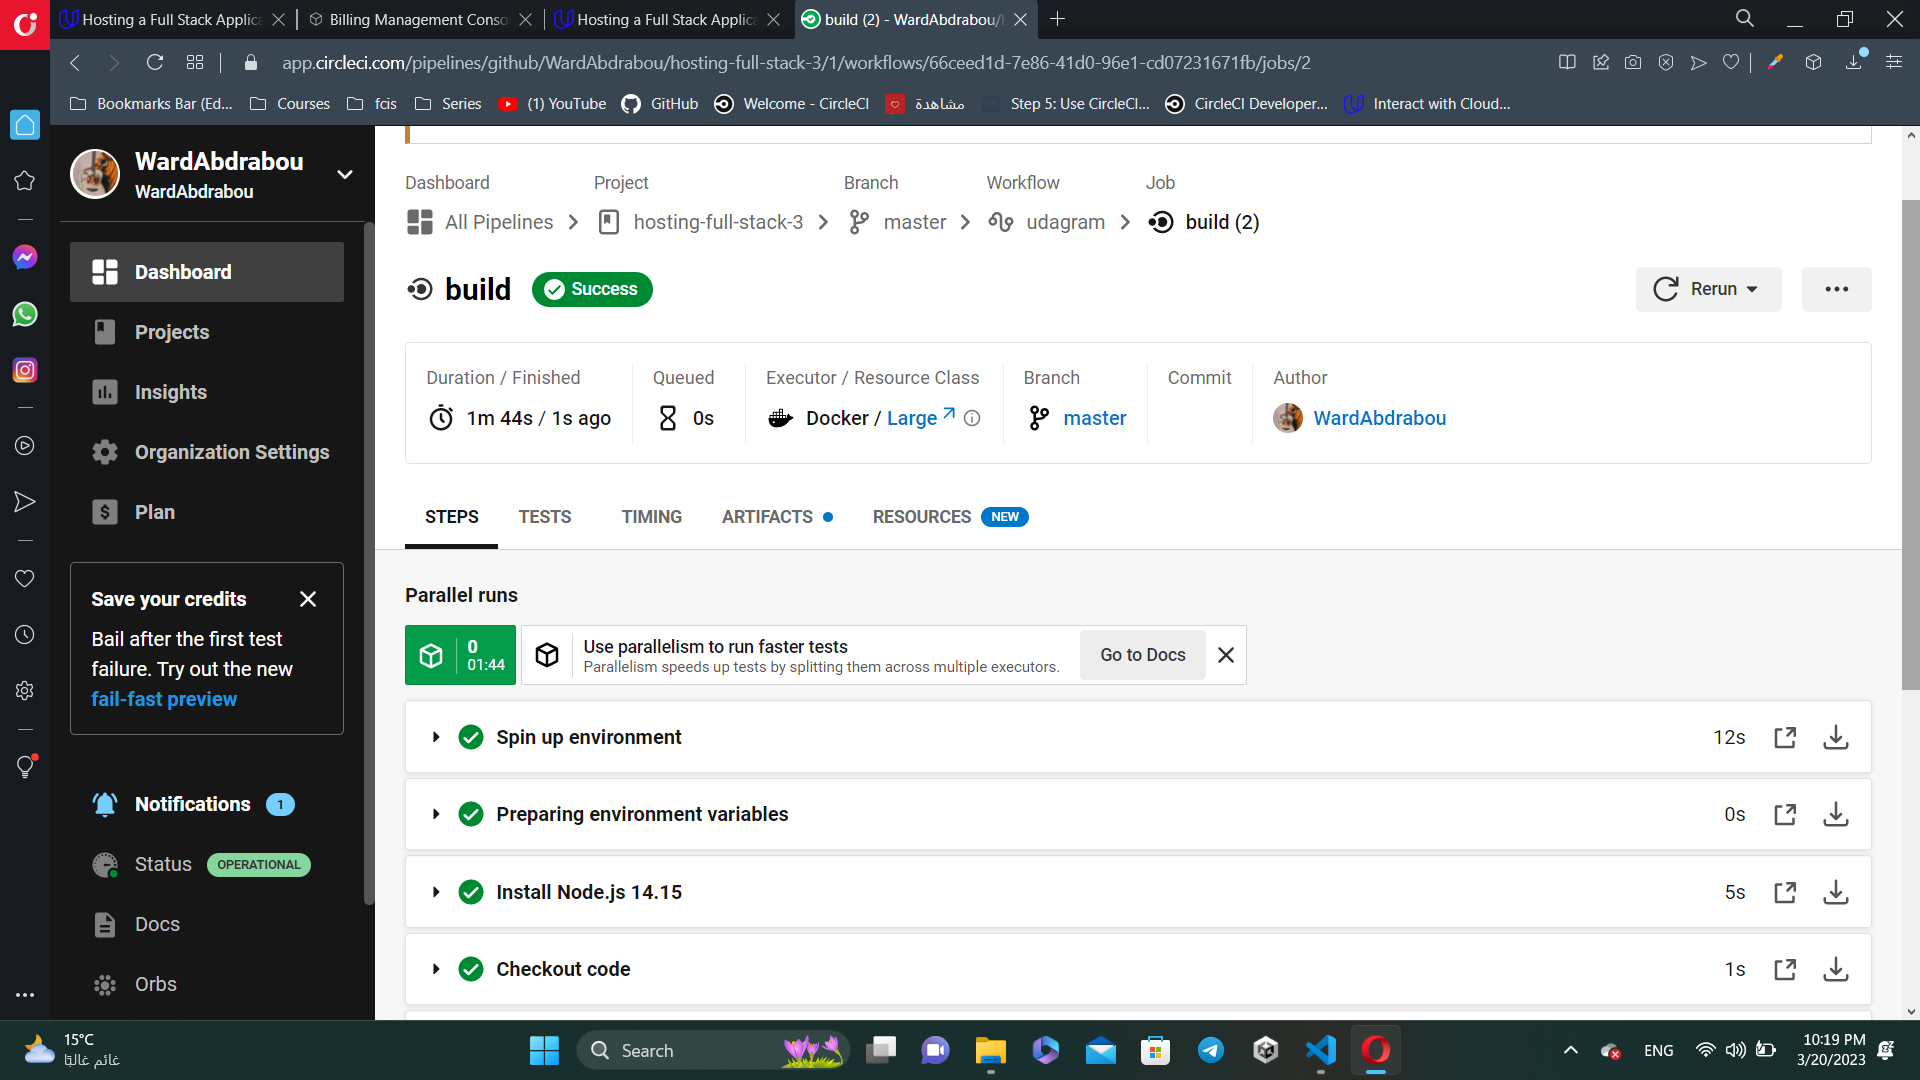 Hosting a Full Stack Applica
Billing Management Conso
Hosting a Full Stack Applica
build (2) - WardAbdrabou/
app.circleci.com/pipelines/github/WardAbdrabou/hosting-full-stack-3/1/workflows/66ceed1d-7e86-41d0-96e1-cd07231671fb/jobs/2
Bookmarks Bar (Ed...
Courses
fcis
Series
(1) YouTube
GitHub
Welcome - CircleCI
مشاهدة
Step 5: Use CircleCI...
CircleCI Developer...
Interact with Cloud...
WardAbdrabou
WardAbdrabou
Dashboard
Projects
Insights
Organization Settings
Plan
Save your credits
Bail after the first test
failure. Try out the new
fail-fast preview
Notifications 1
Status OPERATIONAL
Docs
Orbs
Dashboard Project Branch Workflow Job
All Pipelines hosting-full-stack-3 master udagram build (2)
build Success
Rerun
Duration / Finished Queued Executor / Resource Class Branch Commit Author
1m 44s / 1s ago 0s Docker / Large master WardAbdrabou
STEPS TESTS TIMING ARTIFACTS RESOURCES NEW
Parallel runs
0
01:44
Use parallelism to run faster tests
Parallelism speeds up tests by splitting them across multiple executors.
Go to Docs
Spin up environment 12s
Preparing environment variables 0s
Install Node.js 14.15 5s
Checkout code 1s
15°C
غائم غالبًا
Search
ENG
10:19 PM
3/20/2023